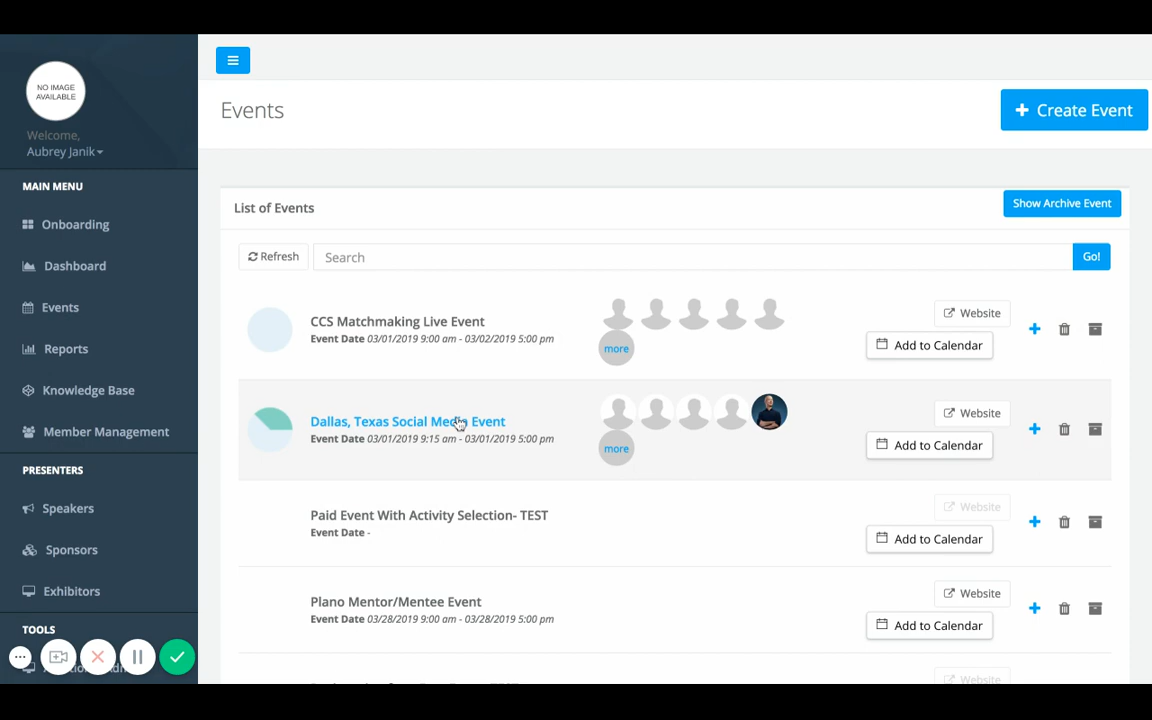 NO IMAGE
AVAILABLE
Welcome,
Aubrey Janik
MAIN MENU
Onboarding
Dashboard
Events
Reports
Knowledge Base
Member Management
PRESENTERS
Speakers
Sponsors
Exhibitors
TOOLS
Events
+ Create Event
List of Events
Show Archive Event
Refresh
Search
Go!
CCS Matchmaking Live Event
Event Date 03/01/2019 9:00 am - 03/02/2019 5:00 pm
more
Website
Add to Calendar
Dallas, Texas Social Media Event
Event Date 03/01/2019 9:15 am - 03/01/2019 5:00 pm
more
Website
Add to Calendar
Paid Event With Activity Selection- TEST
Event Date -
Website
Add to Calendar
Plano Mentor/Mentee Event
Event Date 03/28/2019 9:00 am - 03/28/2019 5:00 pm
Website
Add to Calendar
Website